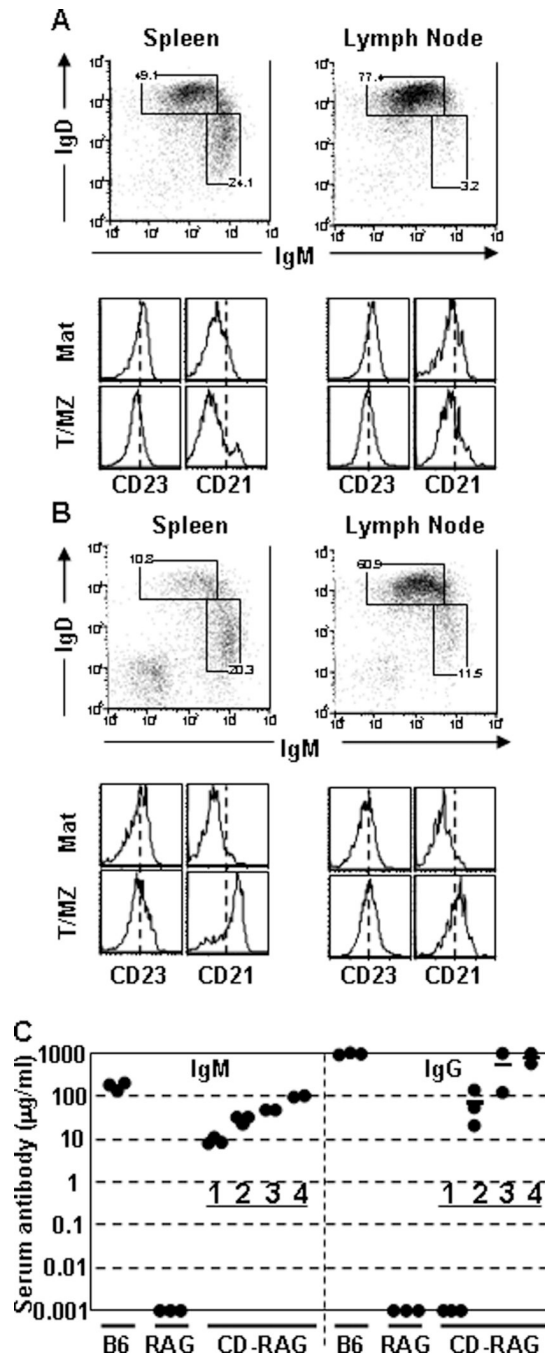 A
Spleen Lymph Node
49.1 77.4
IgD
24.1 3.2
IgM
Mat
T/MZ
CD23 CD21 CD23 CD21
B
Spleen Lymph Node
10.8 60.9
IgD
20.3 11.5
IgM
Mat
T/MZ
CD23 CD21 CD23 CD21
C
Serum antibody (µg/ml)
1000 IgM IgG
100
10
1 1 2 3 4 1 2 3 4
0.1
0.01
0.001
B6 RAG CD-RAG B6 RAG CD-RAG